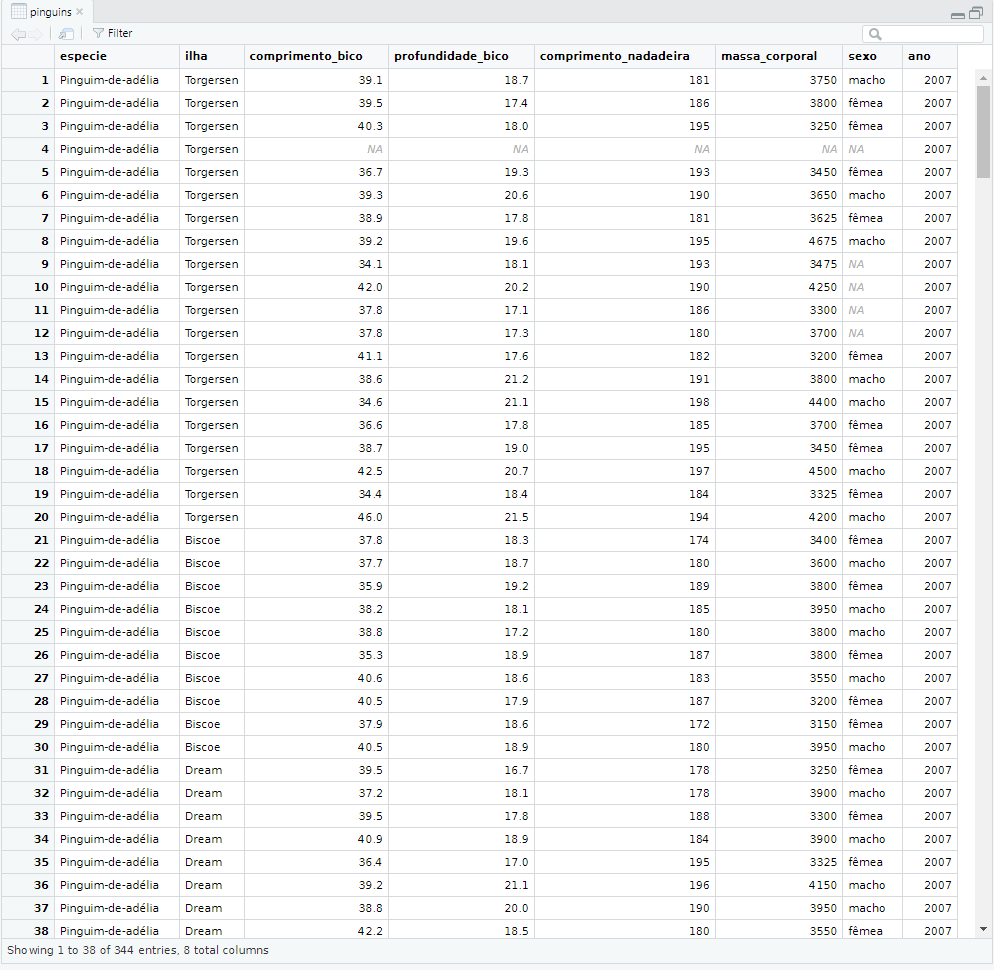 pinguins
Filter
especie ilha comprimento_bico profundidade_bico comprimento_nadadeira massa_corporal sexo ano
1 Pinguim-de-adélia Torgersen 39.1 18.7 181 3750 macho 2007
2 Pinguim-de-adélia Torgersen 39.5 17.4 186 3800 fêmea 2007
3 Pinguim-de-adélia Torgersen 40.3 18.0 195 3250 fêmea 2007
4 Pinguim-de-adélia Torgersen NA NA NA NA NA 2007
5 Pinguim-de-adélia Torgersen 36.7 19.3 193 3450 fêmea 2007
6 Pinguim-de-adélia Torgersen 39.3 20.6 190 3650 macho 2007
7 Pinguim-de-adélia Torgersen 38.9 17.8 181 3625 fêmea 2007
8 Pinguim-de-adélia Torgersen 39.2 19.6 195 4675 macho 2007
9 Pinguim-de-adélia Torgersen 34.1 18.1 193 3475 NA 2007
10 Pinguim-de-adélia Torgersen 42.0 20.2 190 4250 NA 2007
11 Pinguim-de-adélia Torgersen 37.8 17.1 186 3300 NA 2007
12 Pinguim-de-adélia Torgersen 37.8 17.3 180 3700 NA 2007
13 Pinguim-de-adélia Torgersen 41.1 17.6 182 3200 fêmea 2007
14 Pinguim-de-adélia Torgersen 38.6 21.2 191 3800 macho 2007
15 Pinguim-de-adélia Torgersen 34.6 21.1 198 4400 macho 2007
16 Pinguim-de-adélia Torgersen 36.6 17.8 185 3700 fêmea 2007
17 Pinguim-de-adélia Torgersen 38.7 19.0 195 3450 fêmea 2007
18 Pinguim-de-adélia Torgersen 42.5 20.7 197 4500 macho 2007
19 Pinguim-de-adélia Torgersen 34.4 18.4 184 3325 fêmea 2007
20 Pinguim-de-adélia Torgersen 46.0 21.5 194 4200 macho 2007
21 Pinguim-de-adélia Biscoe 37.8 18.3 174 3400 fêmea 2007
22 Pinguim-de-adélia Biscoe 37.7 18.7 180 3600 macho 2007
23 Pinguim-de-adélia Biscoe 35.9 19.2 189 3800 fêmea 2007
24 Pinguim-de-adélia Biscoe 38.2 18.1 185 3950 macho 2007
25 Pinguim-de-adélia Biscoe 38.8 17.2 180 3800 macho 2007
26 Pinguim-de-adélia Biscoe 35.3 18.9 187 3800 fêmea 2007
27 Pinguim-de-adélia Biscoe 40.6 18.6 183 3550 macho 2007
28 Pinguim-de-adélia Biscoe 40.5 17.9 187 3200 fêmea 2007
29 Pinguim-de-adélia Biscoe 37.9 18.6 172 3150 fêmea 2007
30 Pinguim-de-adélia Biscoe 40.5 18.9 180 3950 macho 2007
31 Pinguim-de-adélia Dream 39.5 16.7 178 3250 fêmea 2007
32 Pinguim-de-adélia Dream 37.2 18.1 178 3900 macho 2007
33 Pinguim-de-adélia Dream 39.5 17.8 188 3300 fêmea 2007
34 Pinguim-de-adélia Dream 40.9 18.9 184 3900 macho 2007
35 Pinguim-de-adélia Dream 36.4 17.0 195 3325 fêmea 2007
36 Pinguim-de-adélia Dream 39.2 21.1 196 4150 macho 2007
37 Pinguim-de-adélia Dream 38.8 20.0 190 3950 macho 2007
38 Pinguim-de-adélia Dream 42.2 18.5 180 3550 fêmea 2007
Showing 1 to 38 of 344 entries, 8 total columns